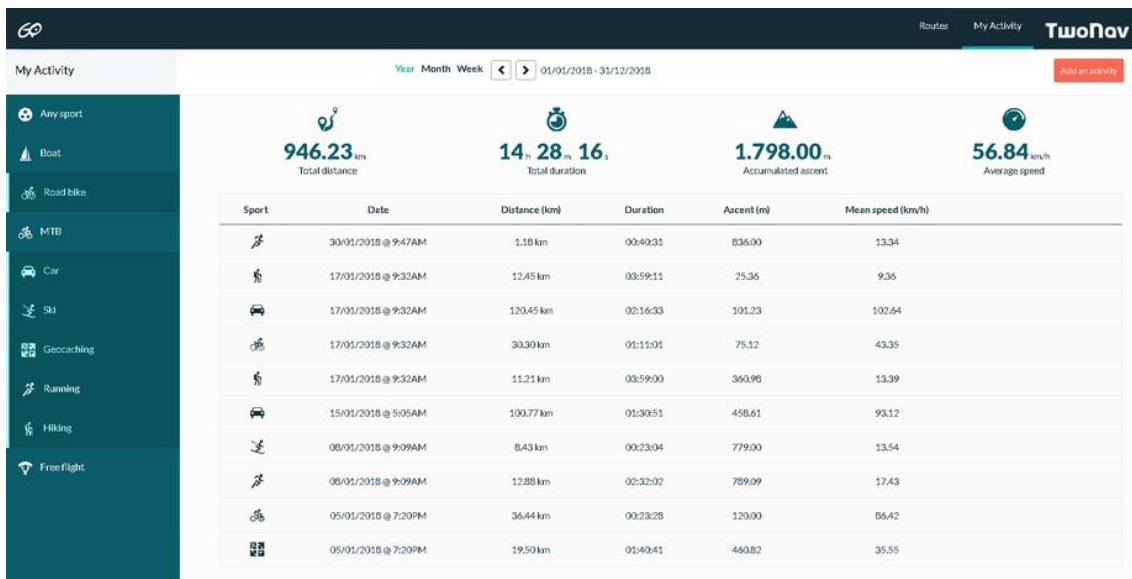 Routes My Activity TwoNav
My Activity
Year Month Week 01/01/2018 - 31/12/2018
Add an activity
Any sport
Boat
Road bike
MTB
Car
Ski
Geocaching
Running
Hiking
Free flight
946.23 km
Total distance
14 h 28 m 16 s
Total duration
1.798.00 m
Accumulated ascent
56.84 km/h
Average speed
Sport Date Distance (km) Duration Ascent (m) Mean speed (km/h)
30/01/2018 @ 9:47AM 1.18 km 00:40:31 836.00 13.34
17/01/2018 @ 9:32AM 12.45 km 03:59:11 25.36 9.36
17/01/2018 @ 9:32AM 120.45 km 02:16:33 101.23 102.64
17/01/2018 @ 9:32AM 30.30 km 01:11:01 75.12 43.35
17/01/2018 @ 9:32AM 11.21 km 03:59:00 360.98 13.39
15/01/2018 @ 5:05AM 100.77 km 01:30:51 458.61 93.12
08/01/2018 @ 9:09AM 8.43 km 00:23:04 779.00 13.54
08/01/2018 @ 9:09AM 12.88 km 02:32:02 789.09 17.43
05/01/2018 @ 7:20PM 36.44 km 00:23:28 120.00 86.42
05/01/2018 @ 7:20PM 19.50 km 01:40:41 460.82 35.55